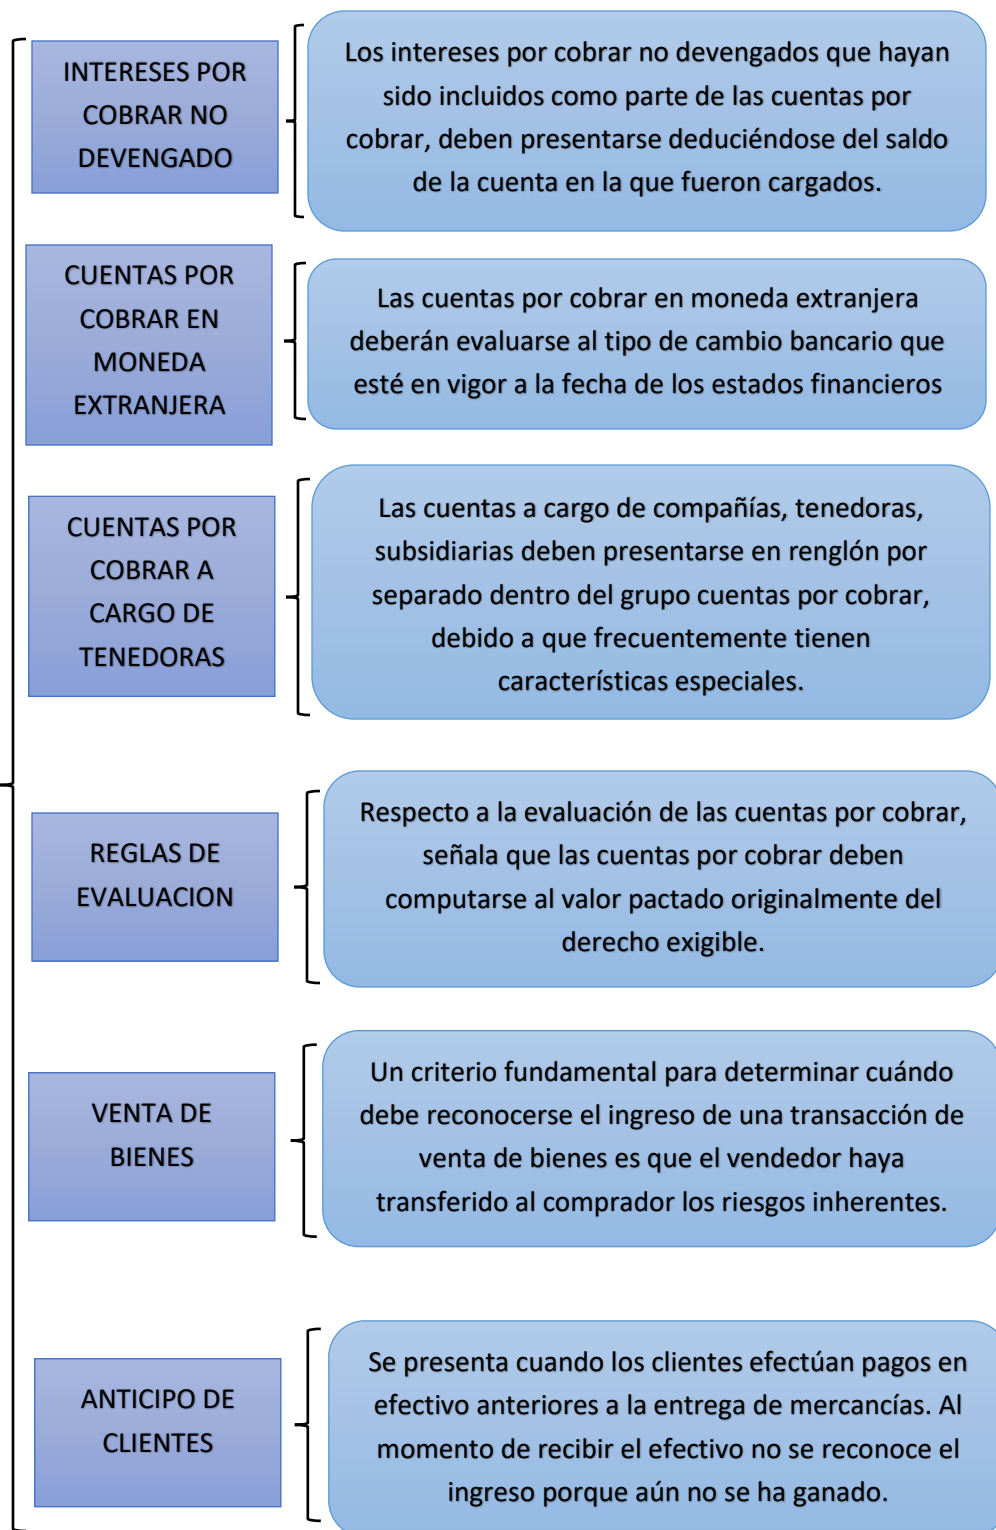 INTERESES POR
COBRAR NO
DEVENGADO
Los intereses por cobrar no devengados que hayan
sido incluidos como parte de las cuentas por
cobrar, deben presentarse deduciéndose del saldo
de la cuenta en la que fueron cargados.
CUENTAS POR
COBRAR EN
MONEDA
EXTRANJERA
Las cuentas por cobrar en moneda extranjera
deberán evaluarse al tipo de cambio bancario que
esté en vigor a la fecha de los estados financieros
CUENTAS POR
COBRAR A
CARGO DE
TENEDORAS
Las cuentas a cargo de compañías, tenedoras,
subsidiarias deben presentarse en renglón por
separado dentro del grupo cuentas por cobrar,
debido a que frecuentemente tienen
características especiales.
REGLAS DE
EVALUACION
Respecto a la evaluación de las cuentas por cobrar,
señala que las cuentas por cobrar deben
computarse al valor pactado originalmente del
derecho exigible.
VENTA DE
BIENES
Un criterio fundamental para determinar cuándo
debe reconocerse el ingreso de una transacción de
venta de bienes es que el vendedor haya
transferido al comprador los riesgos inherentes.
ANTICIPO DE
CLIENTES
Se presenta cuando los clientes efectúan pagos en
efectivo anteriores a la entrega de mercancías. Al
momento de recibir el efectivo no se reconoce el
ingreso porque aún no se ha ganado.